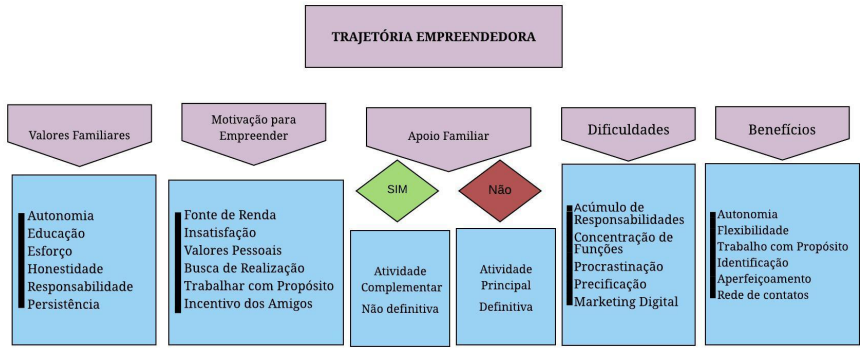 TRAJETÓRIA EMPREENDEDORA
Valores Familiares
Autonomia
Educação
Esforço
Honestidade
Responsabilidade
Persistência
Motivação para
Empreender
Fonte de Renda
Insatisfação
Valores Pessoais
Busca de Realização
Trabalhar com Propósito
Incentivo dos Amigos
Apoio Familiar
SIM
Atividade
Complementar
Não definitiva
Não
Atividade
Principal
Definitiva
Dificuldades
Acúmulo de
Responsabilidades
Concentração de
Funções
Procrastinação
Precificação
Marketing Digital
Benefícios
Autonomia
Flexibilidade
Trabalho com Propósito
Identificação
Aperfeiçoamento
Rede de contatos